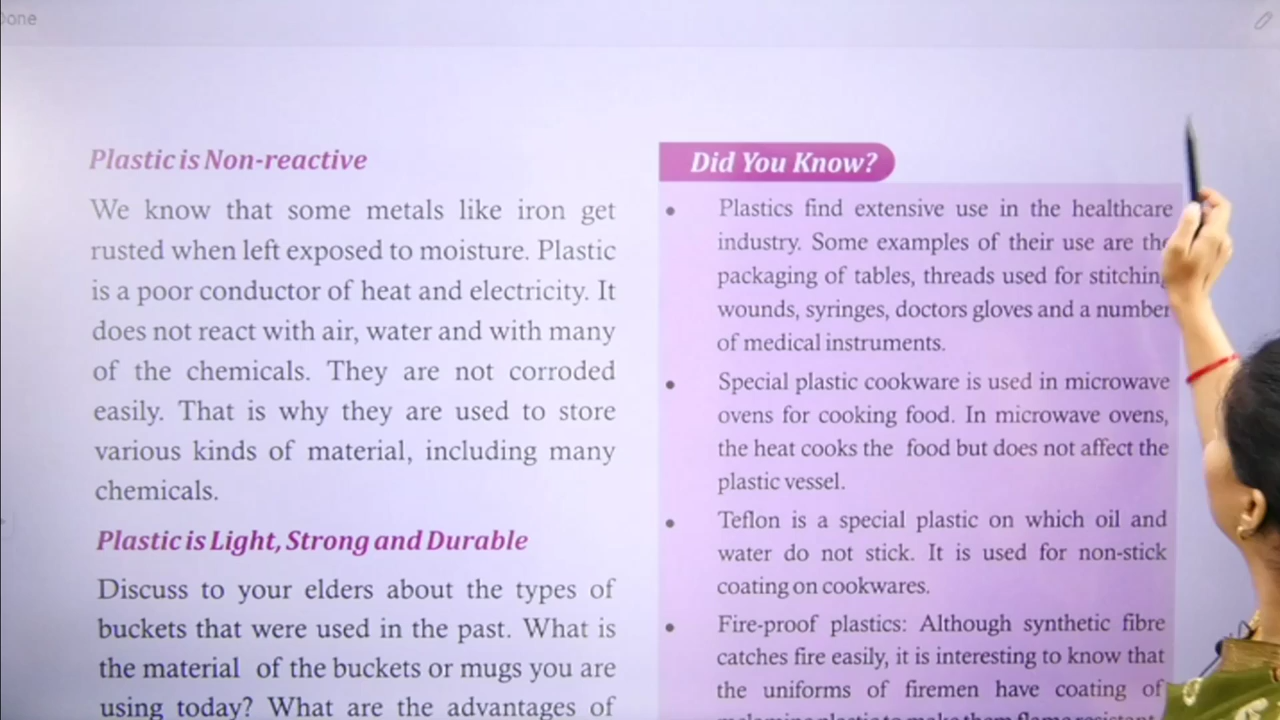 Done
Plastic is Non-reactive
We know that some metals like iron get
rusted when left exposed to moisture. Plastic
is a poor conductor of heat and electricity. It
does not react with air, water and with many
of the chemicals. They are not corroded
easily. That is why they are used to store
various kinds of material, including many
chemicals.
Plastic is Light, Strong and Durable
Discuss to your elders about the types of
buckets that were used in the past. What is
the material of the buckets or mugs you are
using today? What are the advantages of
Did You Know?
• Plastics find extensive use in the healthcare
industry. Some examples of their use are the
packaging of tables, threads used for stitching
wounds, syringes, doctors gloves and a number
of medical instruments.
• Special plastic cookware is used in microwave
ovens for cooking food. In microwave ovens,
the heat cooks the food but does not affect the
plastic vessel.
• Teflon is a special plastic on which oil and
water do not stick. It is used for non-stick
coating on cookwares.
• Fire-proof plastics: Although synthetic fibre
catches fire easily, it is interesting to know that
the uniforms of firemen have coating of
melamine plastic to make them flame resistant.